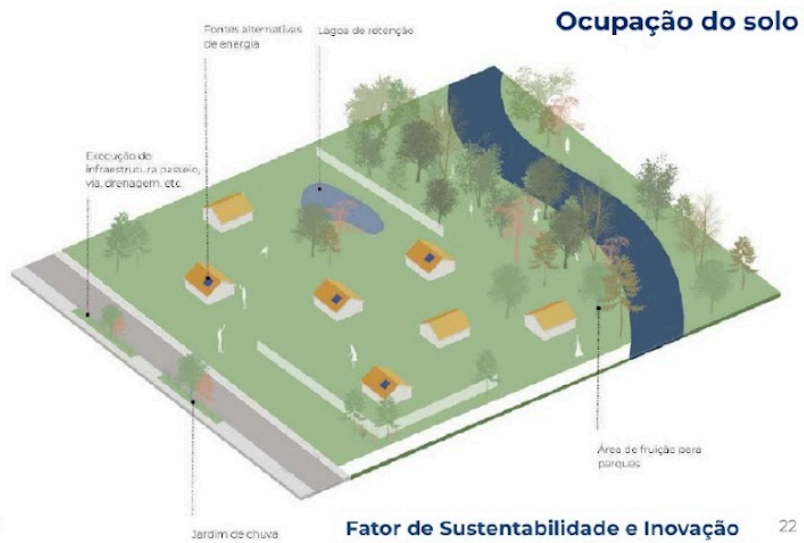 Ocupação do solo
Fontes alternativas
de energia
Lagoa de retenção
Execução de
infraestrutura passeio,
via, drenagem, etc
Área de fruição para
parques
Jardim de chuva
Fator de Sustentabilidade e Inovação
22